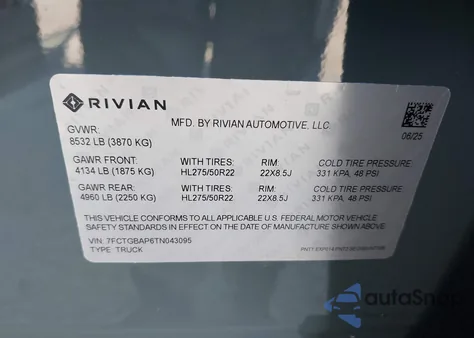 RIVIAN
MFD. BY RIVIAN AUTOMOTIVE, LLC.
06/25
GVWR:
8532 LB (3870 KG)
GAWR FRONT: WITH TIRES: RIM: COLD TIRE PRESSURE:
4134 LB (1875 KG) HL275/50R22 22X8.5J 331 KPA, 48 PSI
GAWR REAR: WITH TIRES: RIM: COLD TIRE PRESSURE:
4960 LB (2250 KG) HL275/50R22 22X8.5J 331 KPA, 48 PSI
THIS VEHICLE CONFORMS TO ALL APPLICABLE U.S. FEDERAL MOTOR VEHICLE
SAFETY STANDARDS IN EFFECT ON THE DATE OF MANUFACTURE SHOWN ABOVE.
VIN: 7FCTGBAP6TN043095
TYPE: TRUCK
autoSnap